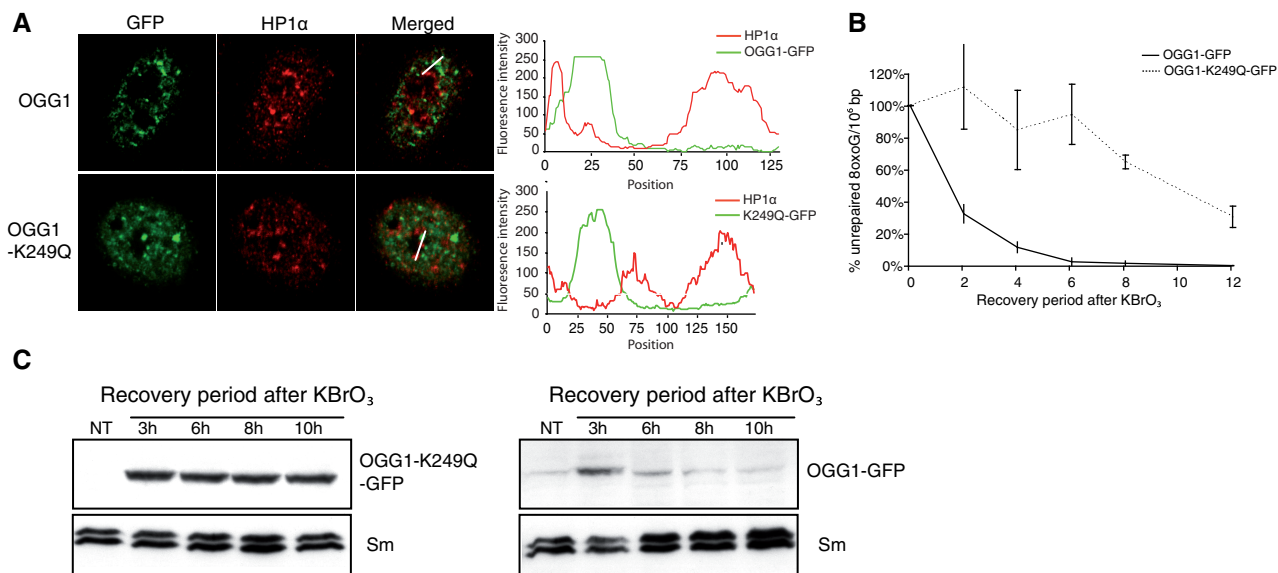 A
GFP HP1α Merged
OGG1
OGG1
-K249Q
HP1α
OGG1-GFP
Fluoresence intensity
300
250
200
150
100
50
0
0 25 50 75 100 125
Position
HP1α
K249Q-GFP
Fluoresence intensity
300
250
200
150
100
50
0
0 25 50 75 100 125 150
Position
B
OGG1-GFP
OGG1-K249Q-GFP
% unrepaired 8oxoG/10⁶ bp
120%
100%
80%
60%
40%
20%
0%
0 2 4 6 8 10 12
Recovery period after KBrO₃
C
Recovery period after KBrO₃
NT 3h 6h 8h 10h
OGG1-K249Q
-GFP
Sm
Recovery period after KBrO₃
NT 3h 6h 8h 10h
OGG1-GFP
Sm